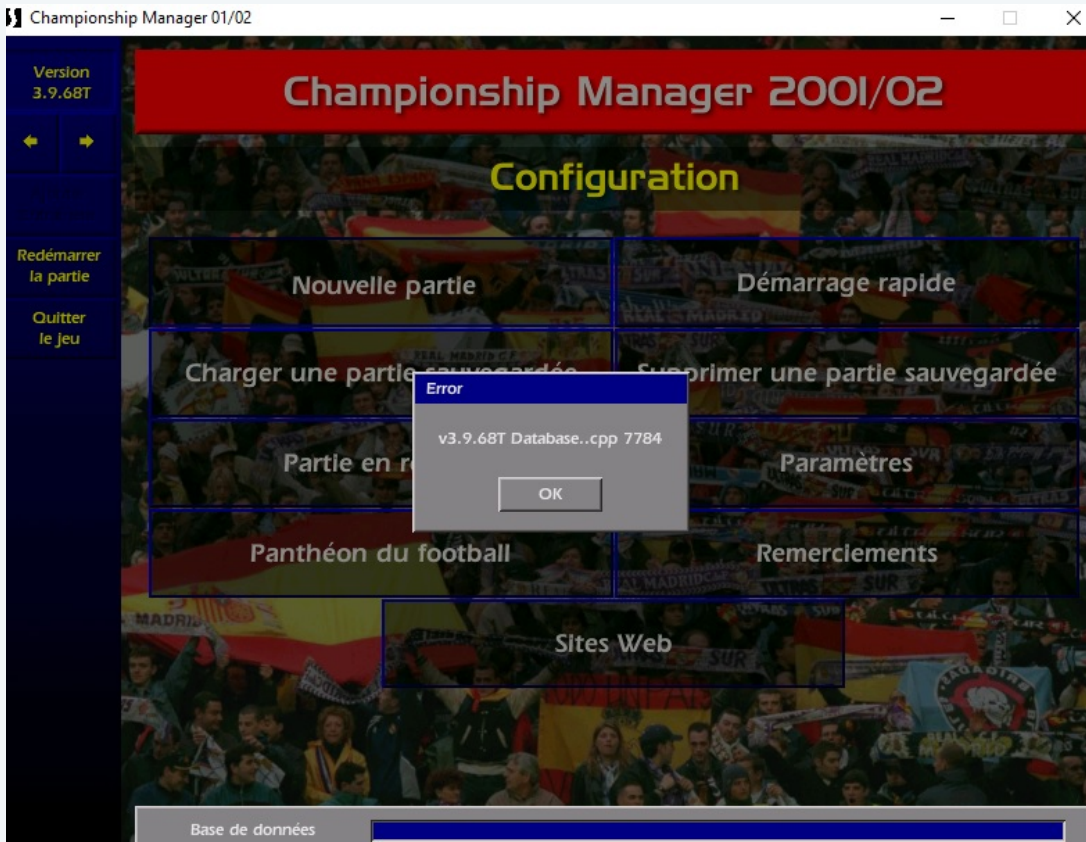 Championship Manager 01/02
Version
3.9.68T
Championship Manager 2001/02
Configuration
Redémarrer
la partie
Quitter
le jeu
Nouvelle partie
Démarrage rapide
Charger une partie sauvegardée
Supprimer une partie sauvegardée
Error
v3.9.68T Database..cpp 7784
OK
Partie en r
Paramètres
Panthéon du football
Remerciements
Sites Web
Base de données